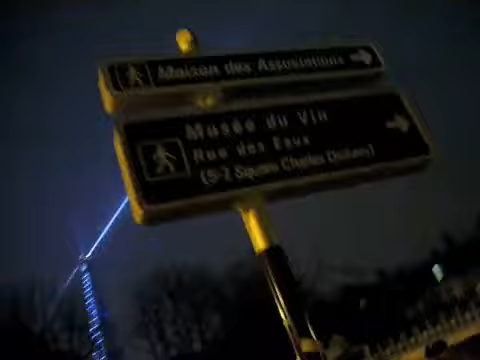 Maison des Associations
Musée du Vin
Rue des Eaux
(5-7 Square Charles Dickens)